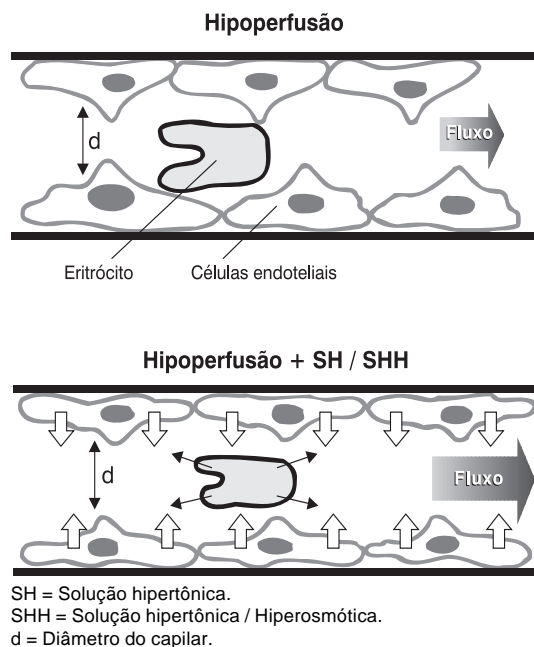 Hipoperfusão
d
Fluxo
Eritrócito
Células endoteliais
Hipoperfusão + SH / SHH
d
Fluxo
SH = Solução hipertônica.
SHH = Solução hipertônica / Hiperosmótica.
d = Diâmetro do capilar.